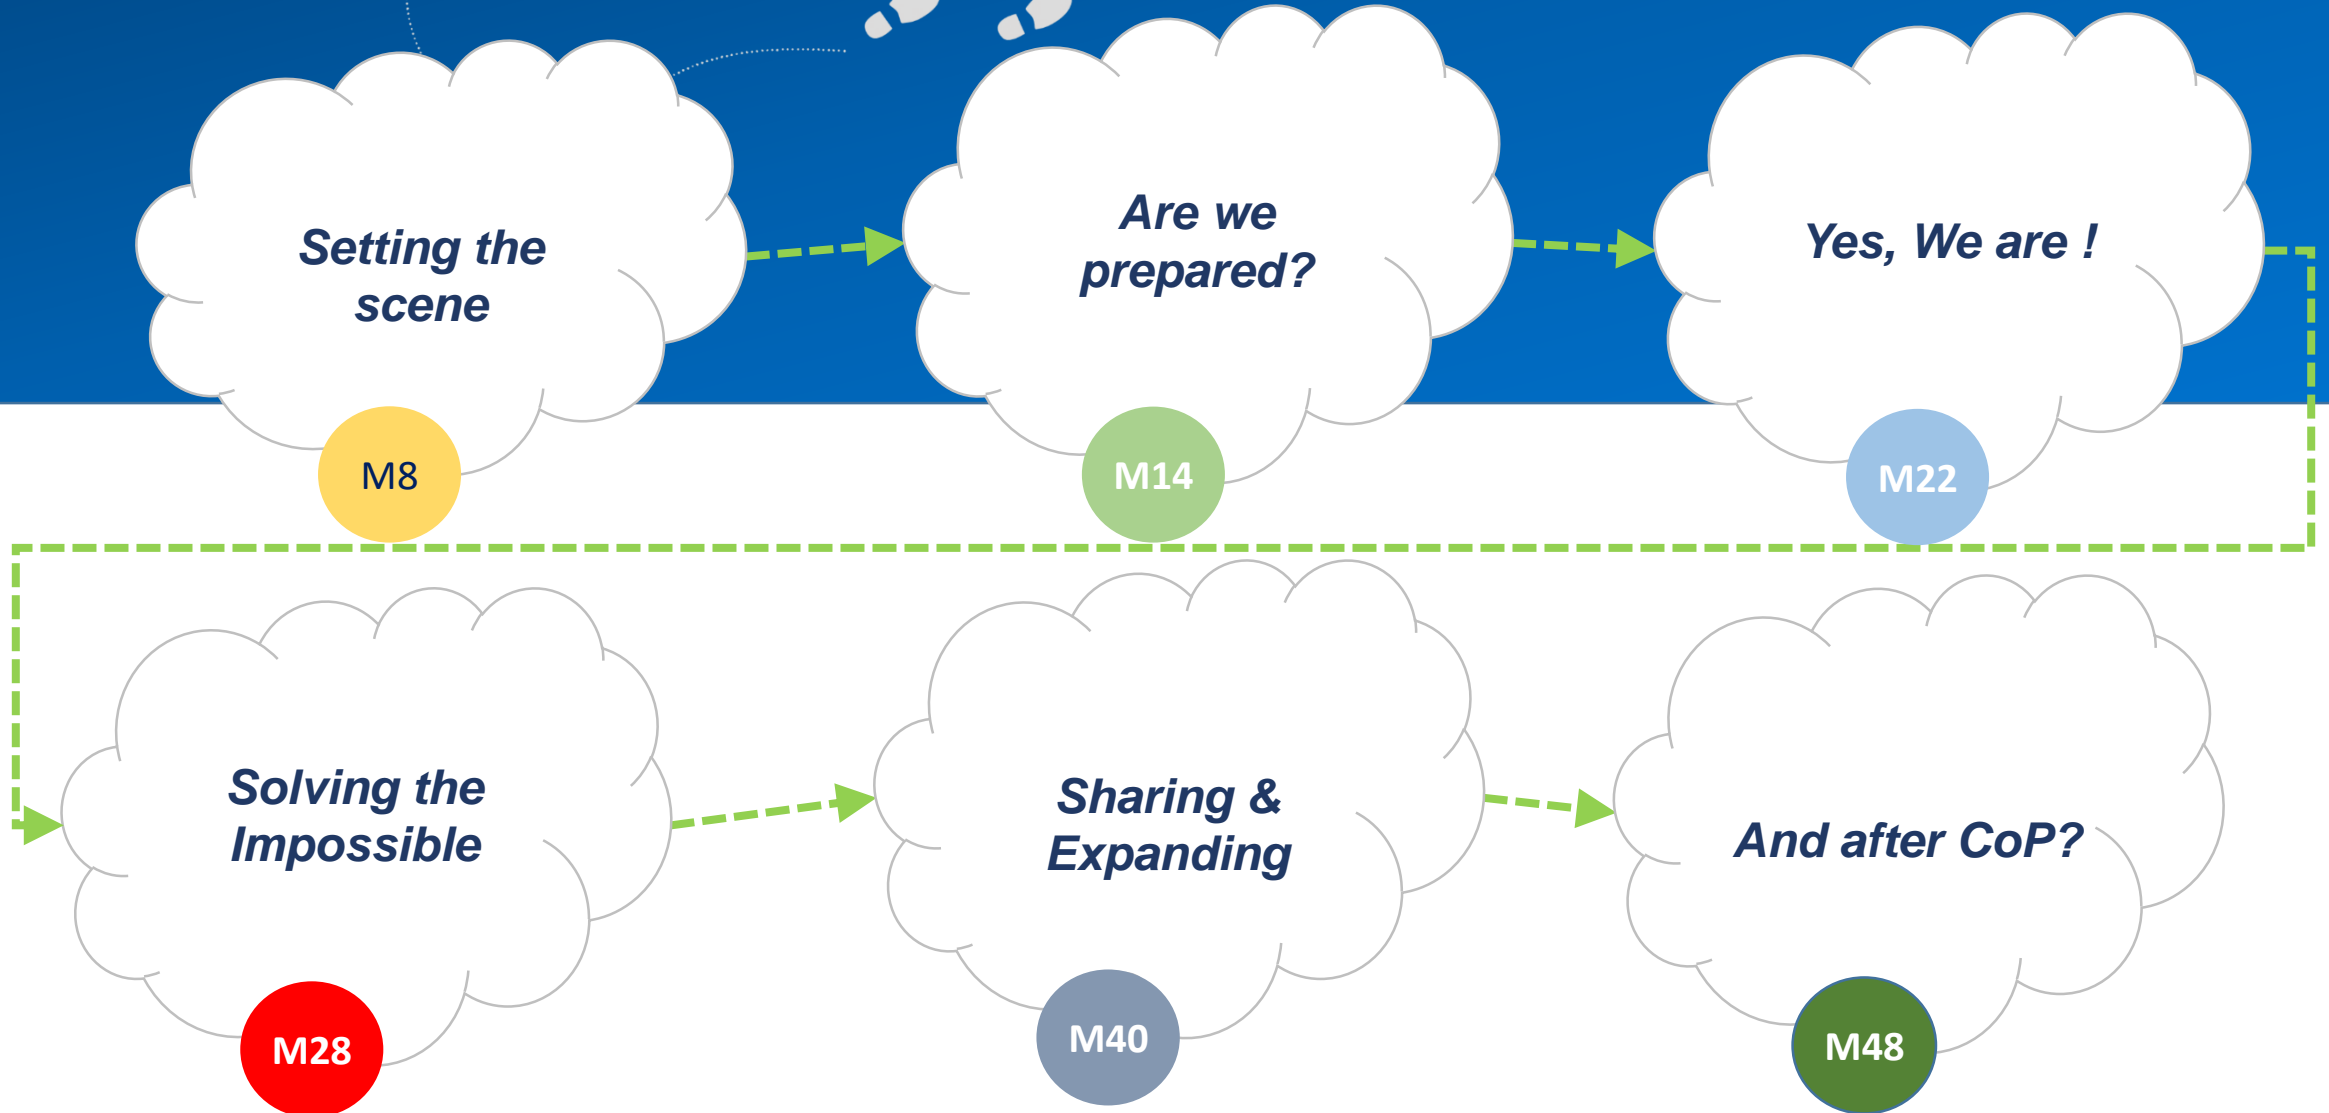 Setting the
scene
M8
Are we
prepared?
M14
Yes, We are !
M22
Solving the
Impossible
M28
Sharing &
Expanding
M40
And after CoP?
M48